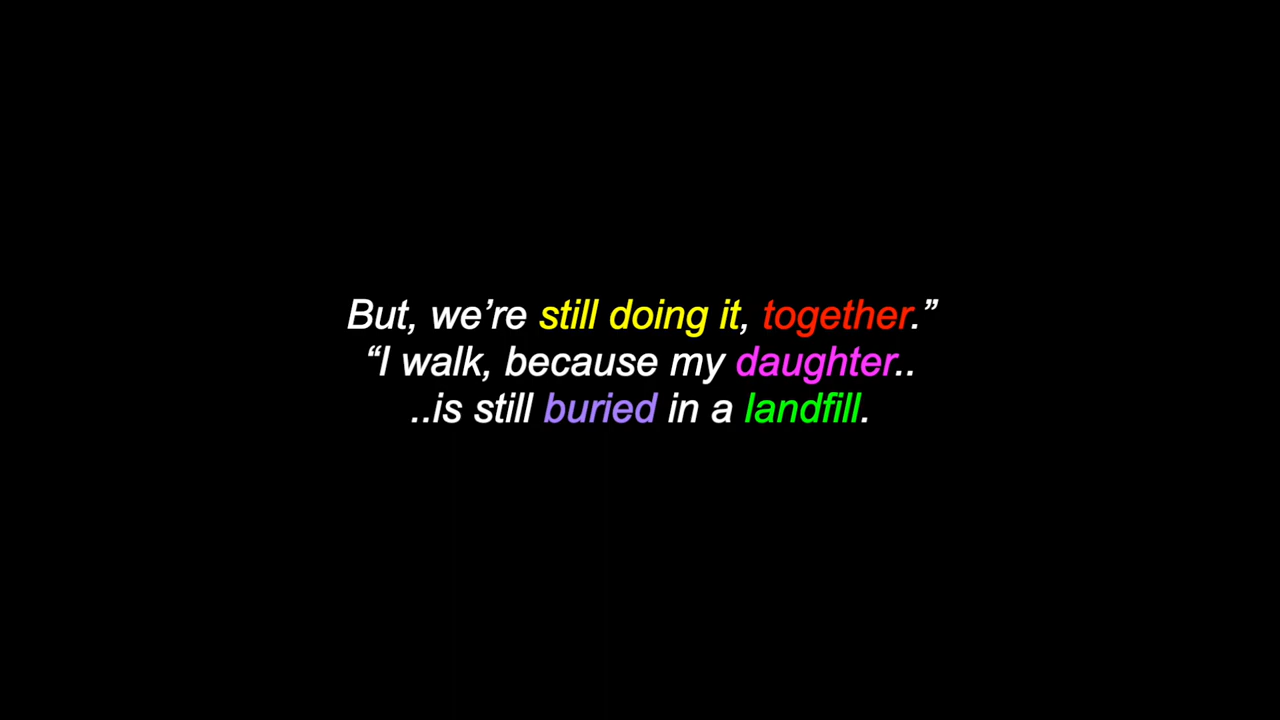 But, we’re still doing it, together.”
“I walk, because my daughter..
..is still buried in a landfill.